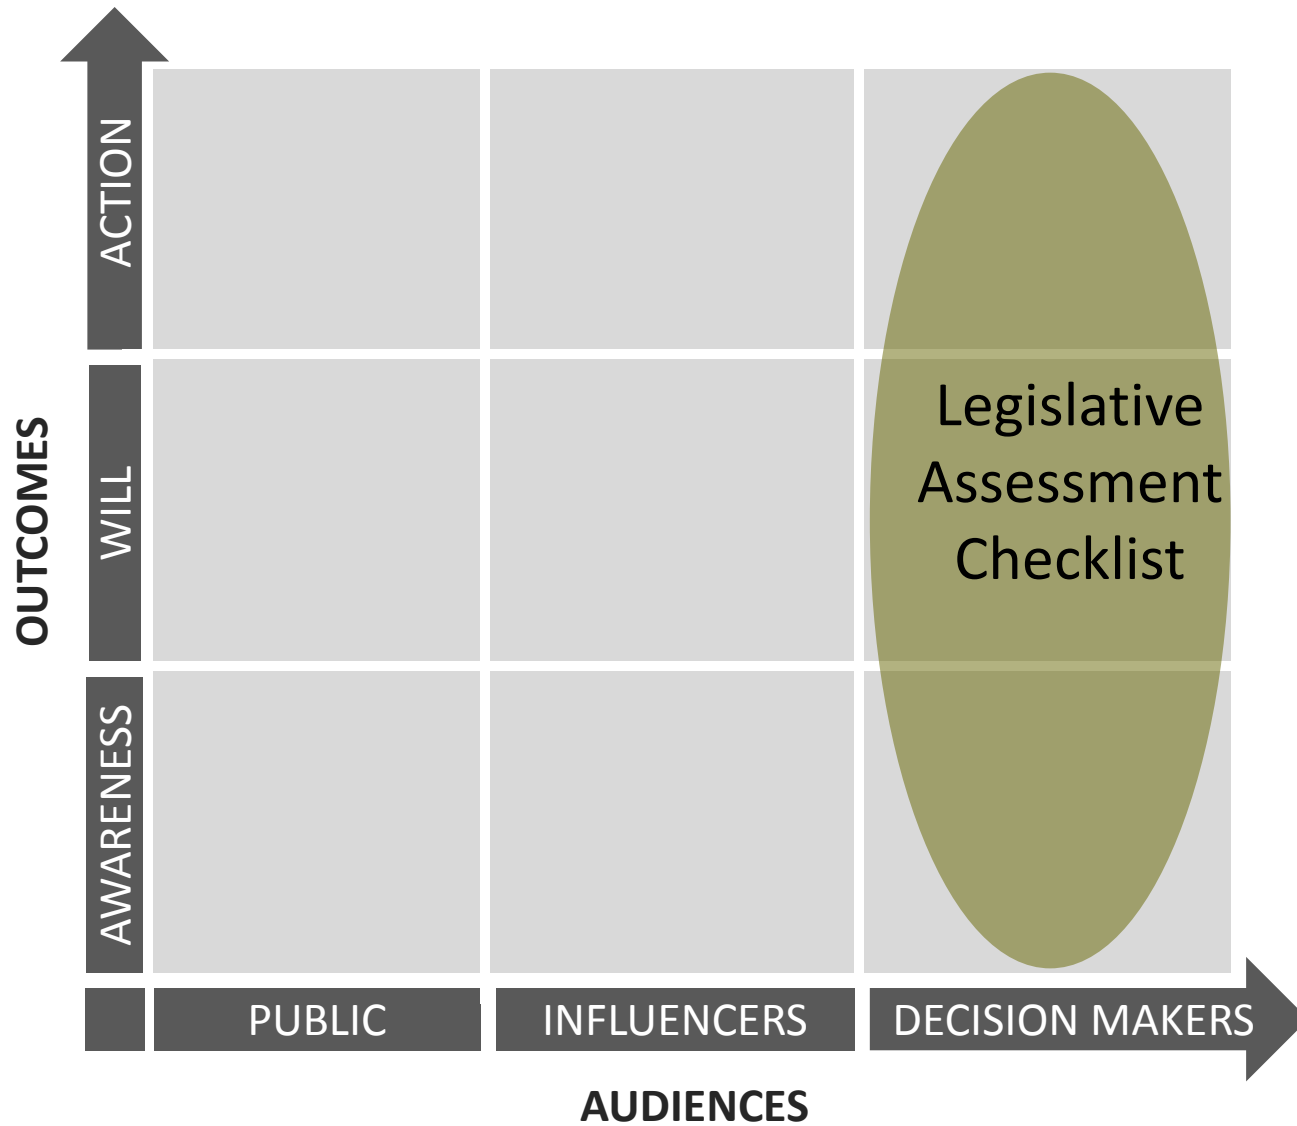 OUTCOMES
ACTION
WILL
AWARENESS
Legislative
Assessment
Checklist
PUBLIC
INFLUENCERS
DECISION MAKERS
AUDIENCES